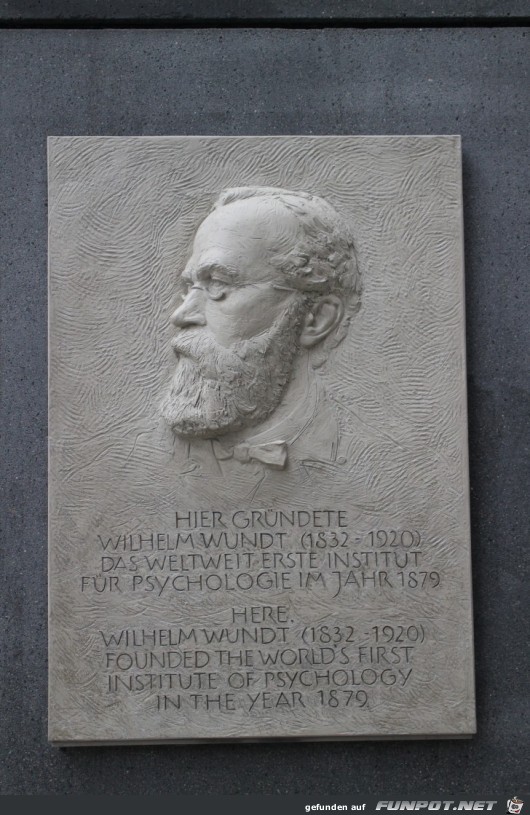 HIER GRÜNDETE
WILHELM WUNDT (1832 - 1920)
DAS WELTWEIT ERSTE INSTITUT
FÜR PSYCHOLOGIE IM JAHR 1879
HERE,
WILHELM WUNDT (1832 - 1920)
FOUNDED THE WORLD'S FIRST
INSTITUTE OF PSYCHOLOGY
IN THE YEAR 1879.
gefunden auf FUNPOT.NET